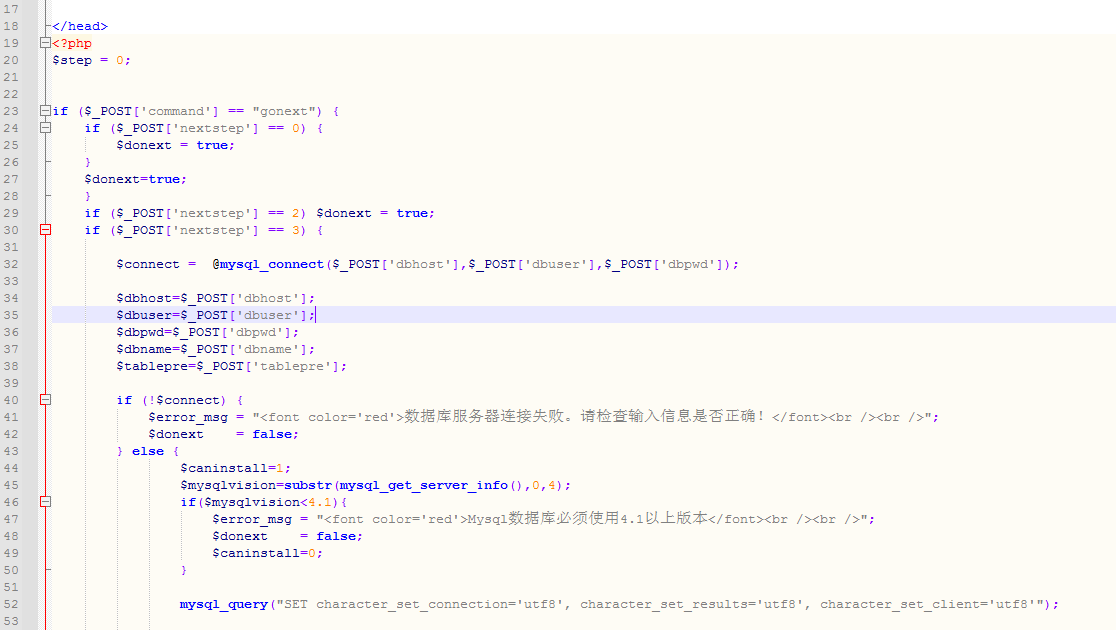 17
18 </head>
19 <?php
20 $step = 0;
21
22
23 if ($_POST['command'] == "gonext") {
24 if ($_POST['nextstep'] == 0) {
25 $donext = true;
26 }
27 $donext=true;
28 }
29 if ($_POST['nextstep'] == 2) $donext = true;
30 if ($_POST['nextstep'] == 3) {
31
32 $connect =  @mysql_connect($_POST['dbhost'],$_POST['dbuser'],$_POST['dbpwd']);
33
34 $dbhost=$_POST['dbhost'];
35 $dbuser=$_POST['dbuser'];
36 $dbpwd=$_POST['dbpwd'];
37 $dbname=$_POST['dbname'];
38 $tablepre=$_POST['tablepre'];
39
40 if (!$connect) {
41 $error_msg = "<font color='red'>数据库服务器连接失败。请检查输入信息是否正确！</font><br /><br />";
42 $donext    = false;
43 } else {
44 $caninstall=1;
45 $mysqlvision=substr(mysql_get_server_info(),0,4);
46 if($mysqlvision<4.1){
47 $error_msg = "<font color='red'>Mysql数据库必须使用4.1以上版本</font><br /><br />";
48 $donext    = false;
49 $caninstall=0;
50 }
51
52 mysql_query("SET character_set_connection='utf8', character_set_results='utf8', character_set_client='utf8'");
53